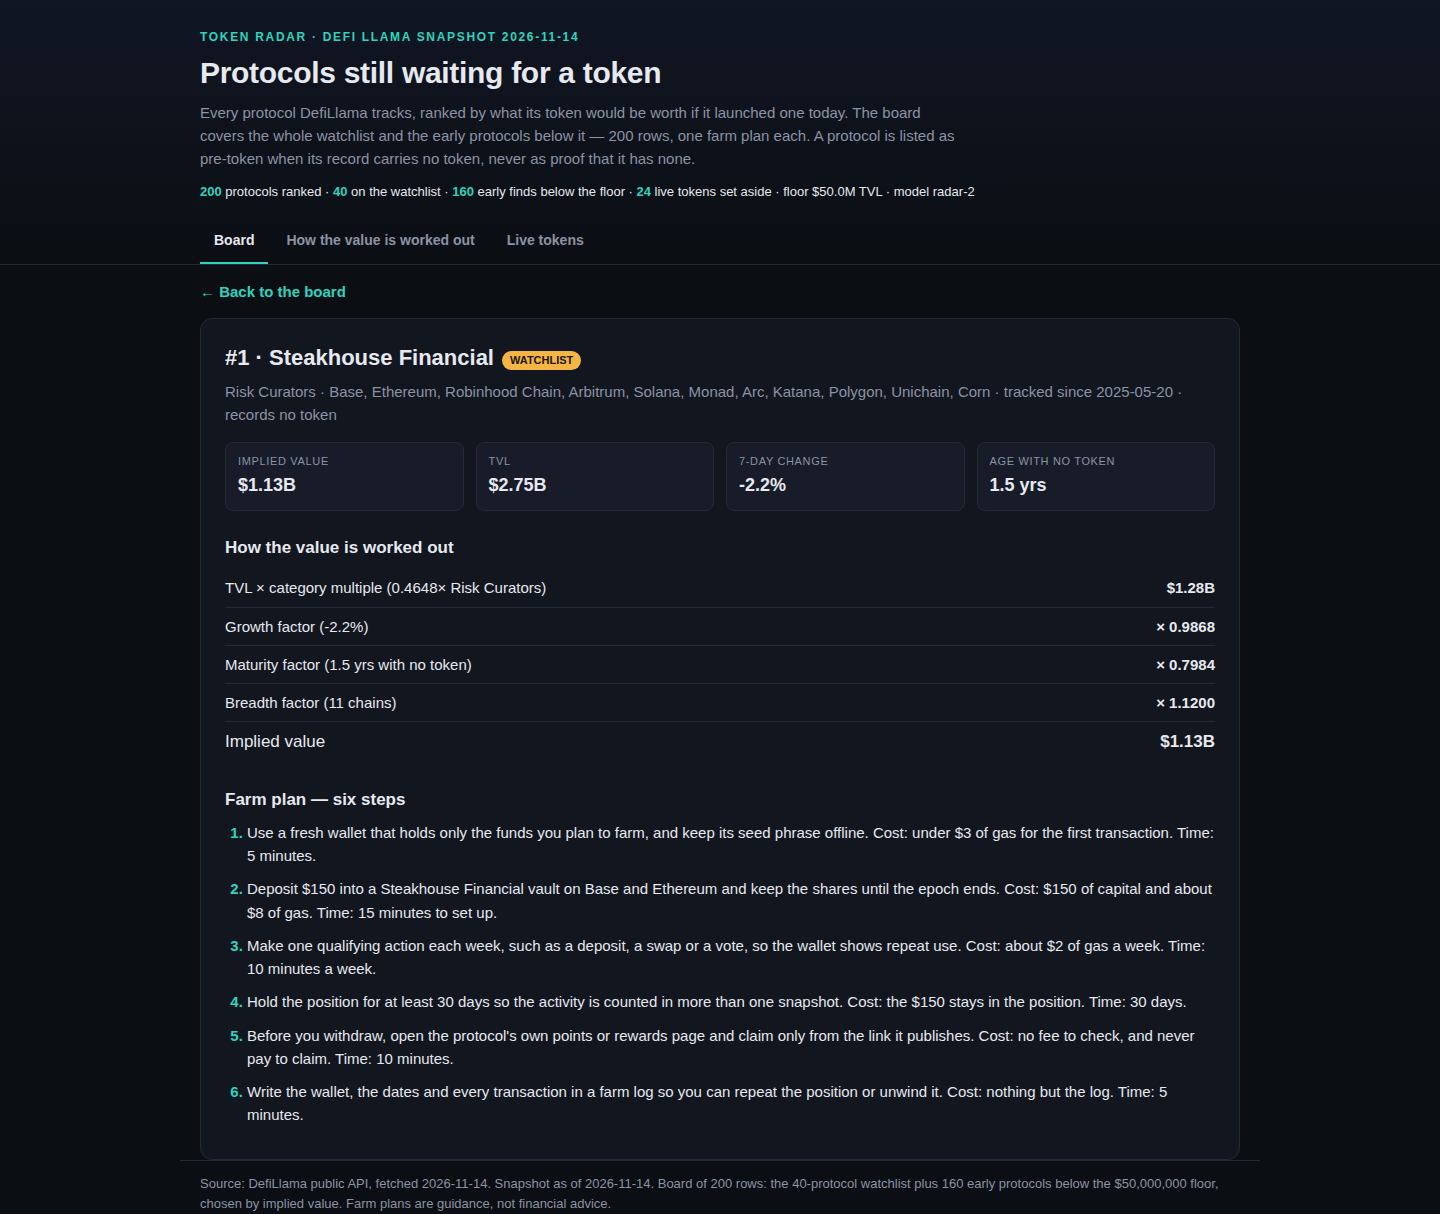 TOKEN RADAR · DEFI LLAMA SNAPSHOT 2026-11-14
Protocols still waiting for a token
Every protocol DefiLlama tracks, ranked by what its token would be worth if it launched one today. The board
covers the whole watchlist and the early protocols below it — 200 rows, one farm plan each. A protocol is listed as
pre-token when its record carries no token, never as proof that it has none.
200 protocols ranked · 40 on the watchlist · 160 early finds below the floor · 24 live tokens set aside · floor $50.0M TVL · model radar-2
Board How the value is worked out Live tokens
← Back to the board
#1 · Steakhouse Financial WATCHLIST
Risk Curators · Base, Ethereum, Robinhood Chain, Arbitrum, Solana, Monad, Arc, Katana, Polygon, Unichain, Corn · tracked since 2025-05-20 ·
records no token
IMPLIED VALUE TVL 7-DAY CHANGE AGE WITH NO TOKEN
$1.13B $2.75B -2.2% 1.5 yrs
How the value is worked out
TVL × category multiple (0.4648× Risk Curators) $1.28B
Growth factor (-2.2%) × 0.9868
Maturity factor (1.5 yrs with no token) × 0.7984
Breadth factor (11 chains) × 1.1200
Implied value $1.13B
Farm plan — six steps
1. Use a fresh wallet that holds only the funds you plan to farm, and keep its seed phrase offline. Cost: under $3 of gas for the first transaction. Time:
5 minutes.
2. Deposit $150 into a Steakhouse Financial vault on Base and Ethereum and keep the shares until the epoch ends. Cost: $150 of capital and about
$8 of gas. Time: 15 minutes to set up.
3. Make one qualifying action each week, such as a deposit, a swap or a vote, so the wallet shows repeat use. Cost: about $2 of gas a week. Time:
10 minutes a week.
4. Hold the position for at least 30 days so the activity is counted in more than one snapshot. Cost: the $150 stays in the position. Time: 30 days.
5. Before you withdraw, open the protocol's own points or rewards page and claim only from the link it publishes. Cost: no fee to check, and never
pay to claim. Time: 10 minutes.
6. Write the wallet, the dates and every transaction in a farm log so you can repeat the position or unwind it. Cost: nothing but the log. Time: 5
minutes.
Source: DefiLlama public API, fetched 2026-11-14. Snapshot as of 2026-11-14. Board of 200 rows: the 40-protocol watchlist plus 160 early protocols below the $50,000,000 floor,
chosen by implied value. Farm plans are guidance, not financial advice.